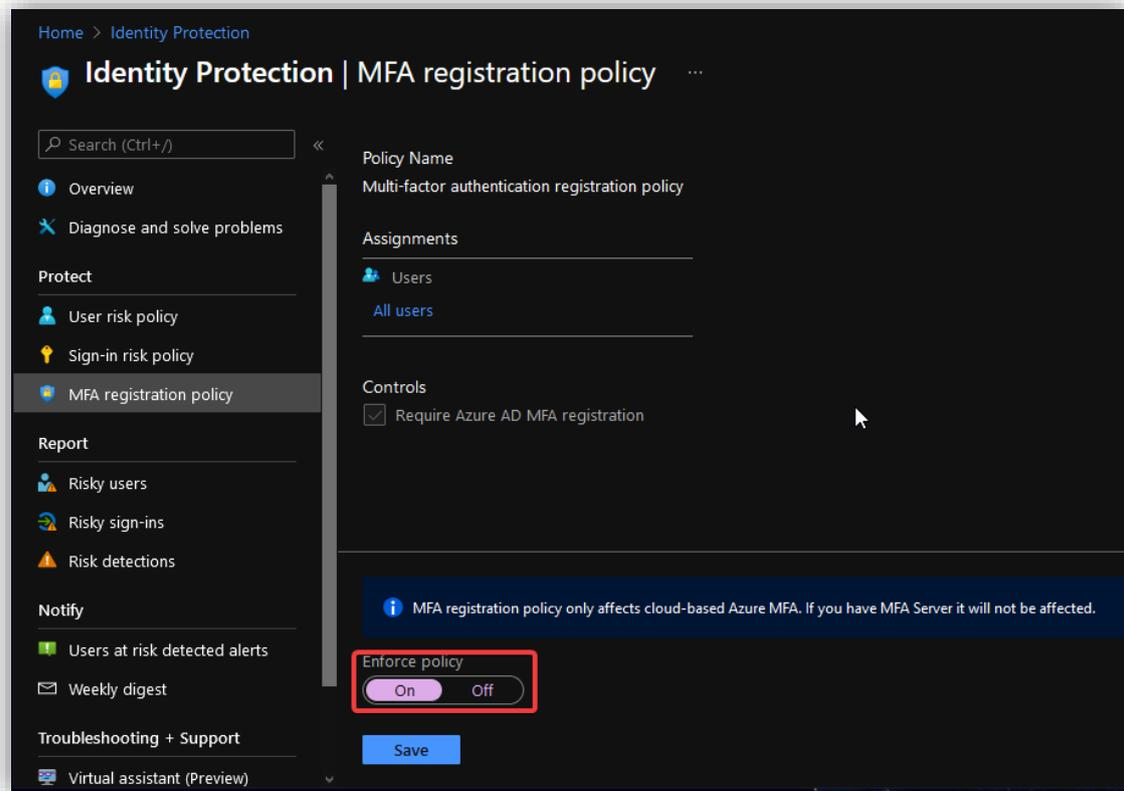 Home > Identity Protection
Identity Protection | MFA registration policy ...
Search (Ctrl+/)
«
Overview
Diagnose and solve problems
Protect
User risk policy
Sign-in risk policy
MFA registration policy
Report
Risky users
Risky sign-ins
Risk detections
Notify
Users at risk detected alerts
Weekly digest
Troubleshooting + Support
Virtual assistant (Preview)
Policy Name
Multi-factor authentication registration policy
Assignments
Users
All users
Controls
Require Azure AD MFA registration
MFA registration policy only affects cloud-based Azure MFA. If you have MFA Server it will not be affected.
Enforce policy
On Off
Save